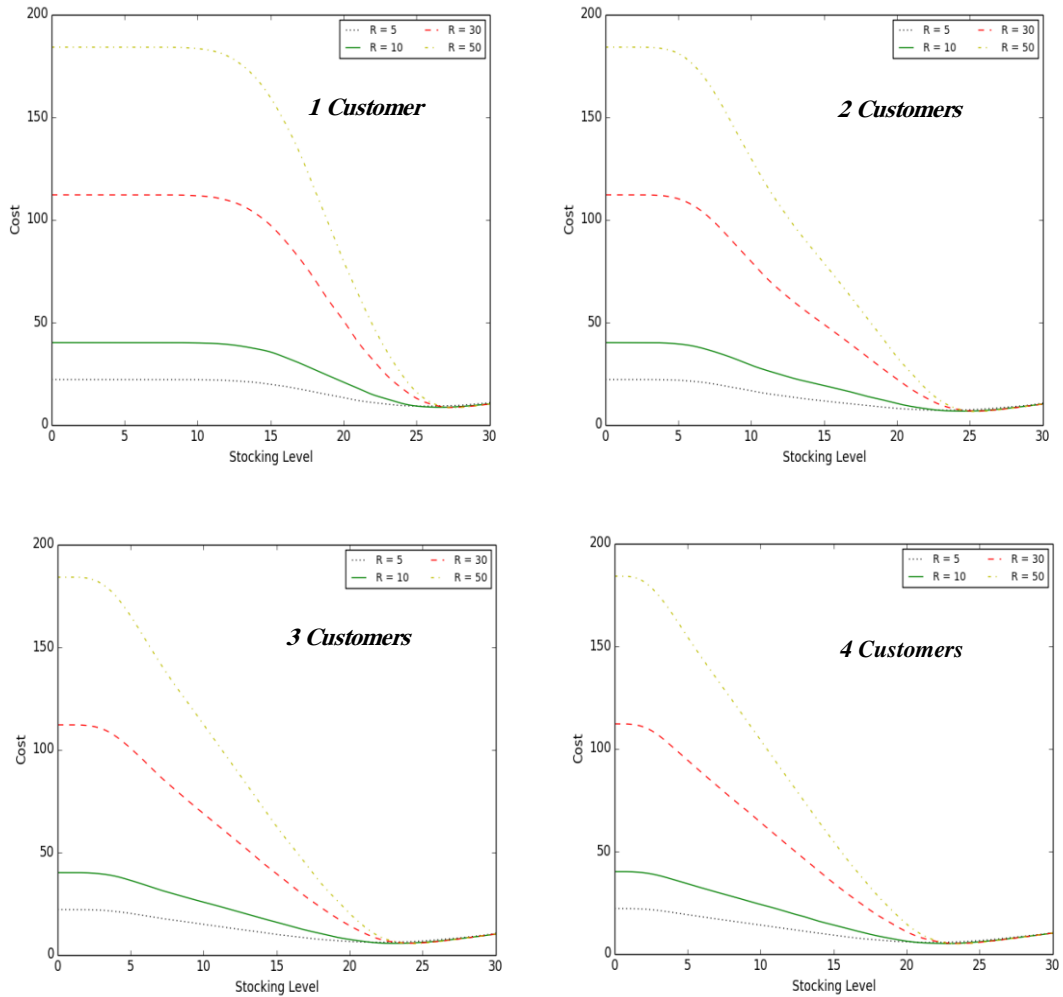 200
150
100
50
0
Cost
R = 5
R = 30
R = 10
R = 50
1 Customer
0 5 10 15 20 25 30
Stocking Level
200
150
100
50
0
Cost
R = 5
R = 30
R = 10
R = 50
2 Customers
0 5 10 15 20 25 30
Stocking Level
200
150
100
50
0
Cost
R = 5
R = 30
R = 10
R = 50
3 Customers
0 5 10 15 20 25 30
Stocking Level
200
150
100
50
0
Cost
R = 5
R = 30
R = 10
R = 50
4 Customers
0 5 10 15 20 25 30
Stocking Level